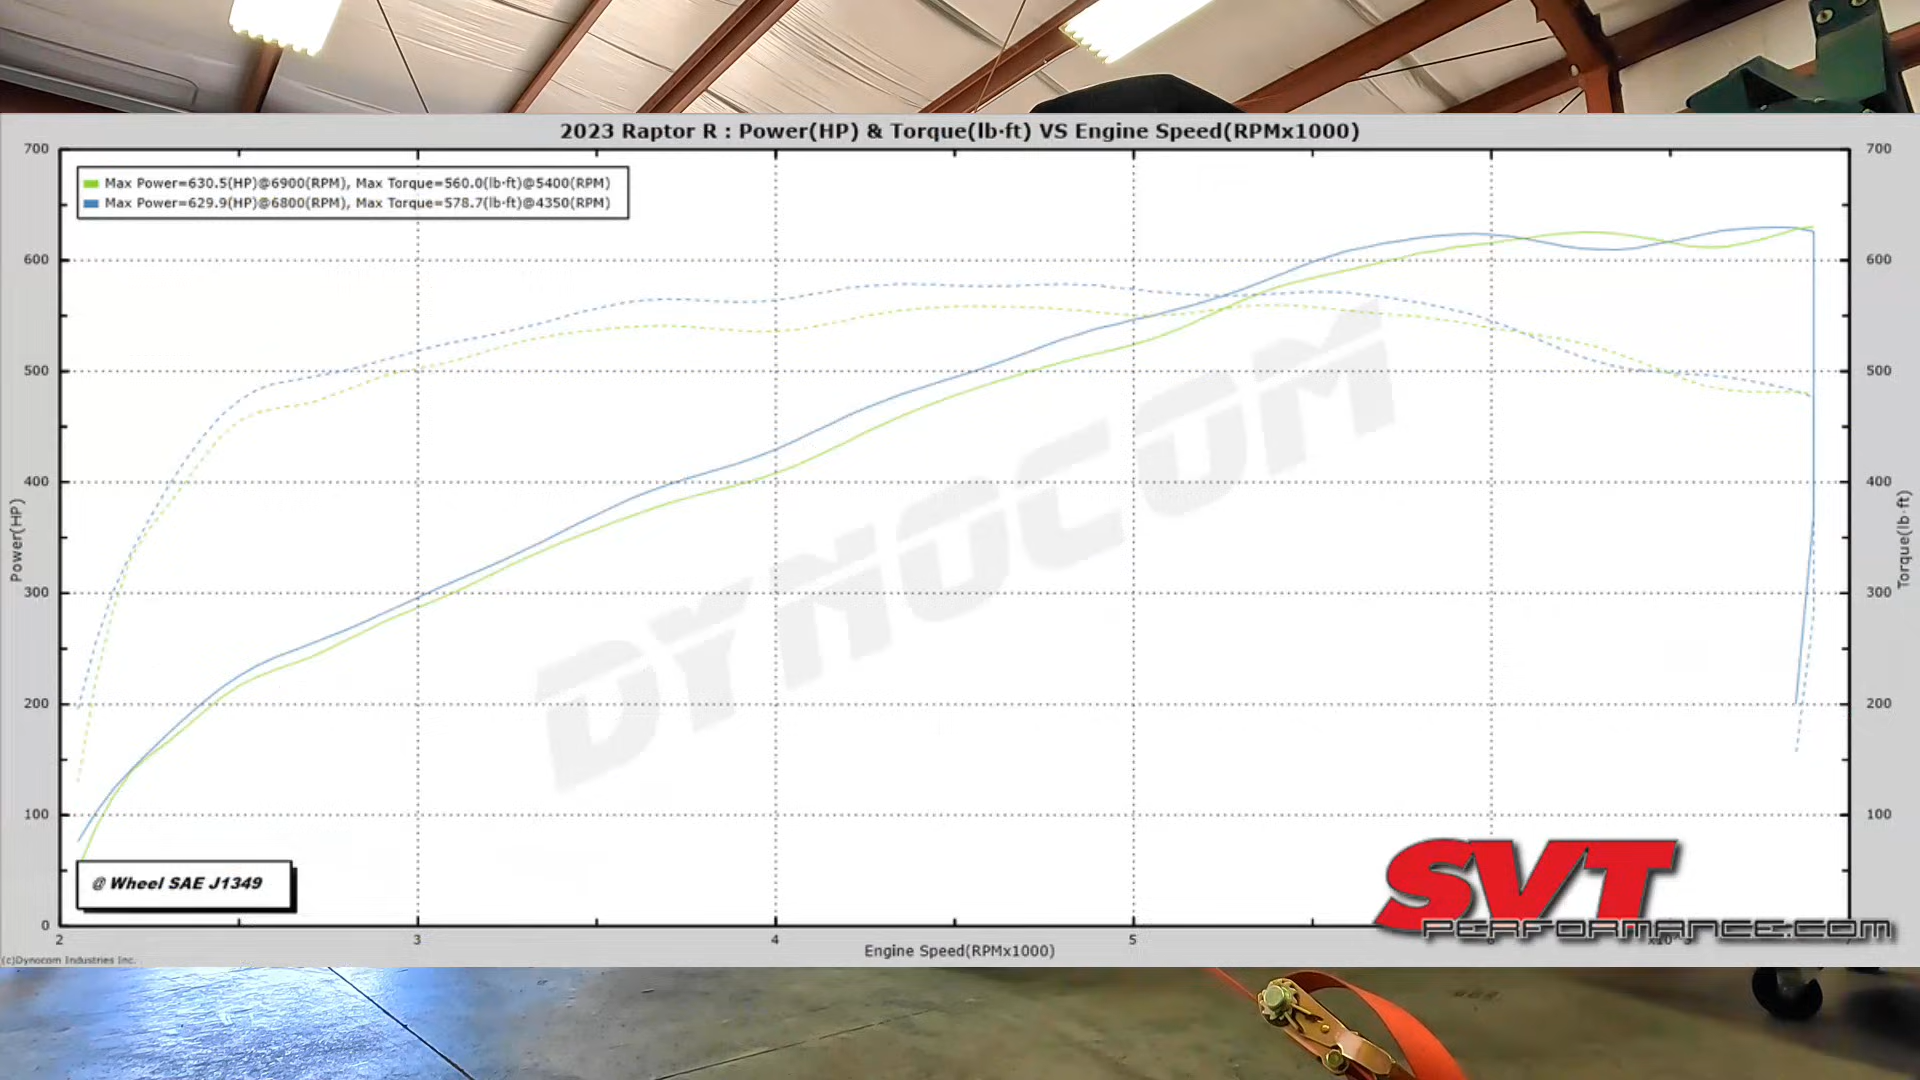 2023 Raptor R : Power(HP) & Torque(lb·ft) VS Engine Speed(RPMx1000)
Max Power=630.5(HP)@6900(RPM), Max Torque=560.0(lb·ft)@5400(RPM)
Max Power=629.9(HP)@6800(RPM), Max Torque=578.7(lb·ft)@4350(RPM)
700
600
500
400
300
200
100
0
Power(HP)
700
600
500
400
300
200
100
Torque(lb·ft)
DYNOCOM
@ Wheel SAE J1349
SVT
PERFORMANCE.COM
2
3
4
5
Engine Speed(RPMx1000)
(c)Dynocom Industries Inc.